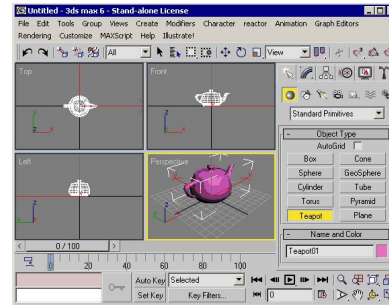 Untitled - 3ds max 6 - Stand-alone License
File Edit Tools Group Views Create Modifiers Character reactor Animation Graph Editors
Rendering Customize MAXScript Help Illustrate!
All View
Top
Front
Left
Perspective
Standard Primitives
- Object Type
AutoGrid
Box Cone
Sphere GeoSphere
Cylinder Tube
Torus Pyramid
Teapot Plane
- Name and Color
Teapot01
< 0 / 100 >
0 20 40 60 80 100
Auto Key Selected
Set Key Key Filters... 0